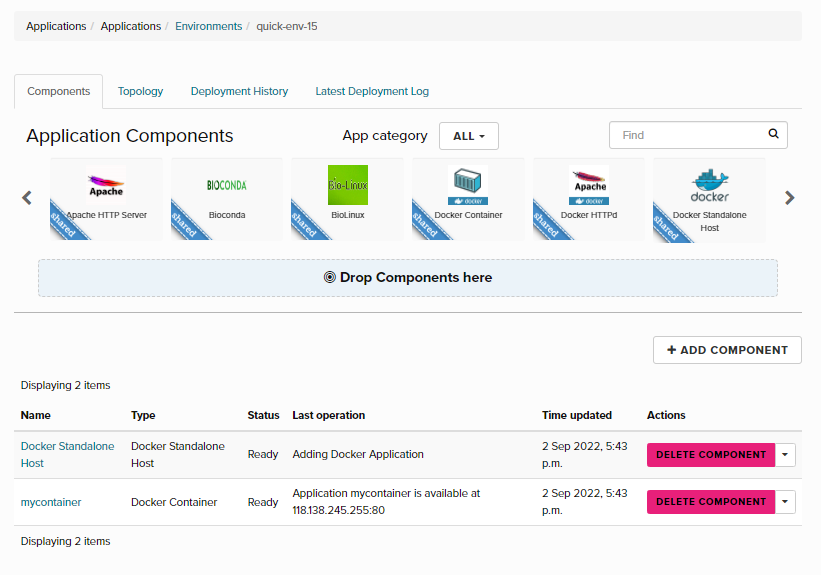 Applications / Applications / Environments / quick-env-15
Components Topology Deployment History Latest Deployment Log
Application Components App category ALL Find
Apache BIOCONDA Bio-Linux docker Apache docker docker
shared shared shared shared shared shared
Apache HTTP Server Bioconda BioLinux Docker Container Docker HTTPd Docker Standalone
Host
Drop Components here
+ ADD COMPONENT
Displaying 2 items
Name Type Status Last operation Time updated Actions
Docker Standalone Docker Standalone 2 Sep 2022, 5:43
Ready Adding Docker Application DELETE COMPONENT
Host Host p.m.
Application mycontainer is available at 2 Sep 2022, 5:43
mycontainer Docker Container Ready DELETE COMPONENT
118.138.245.255:80 p.m.
Displaying 2 items